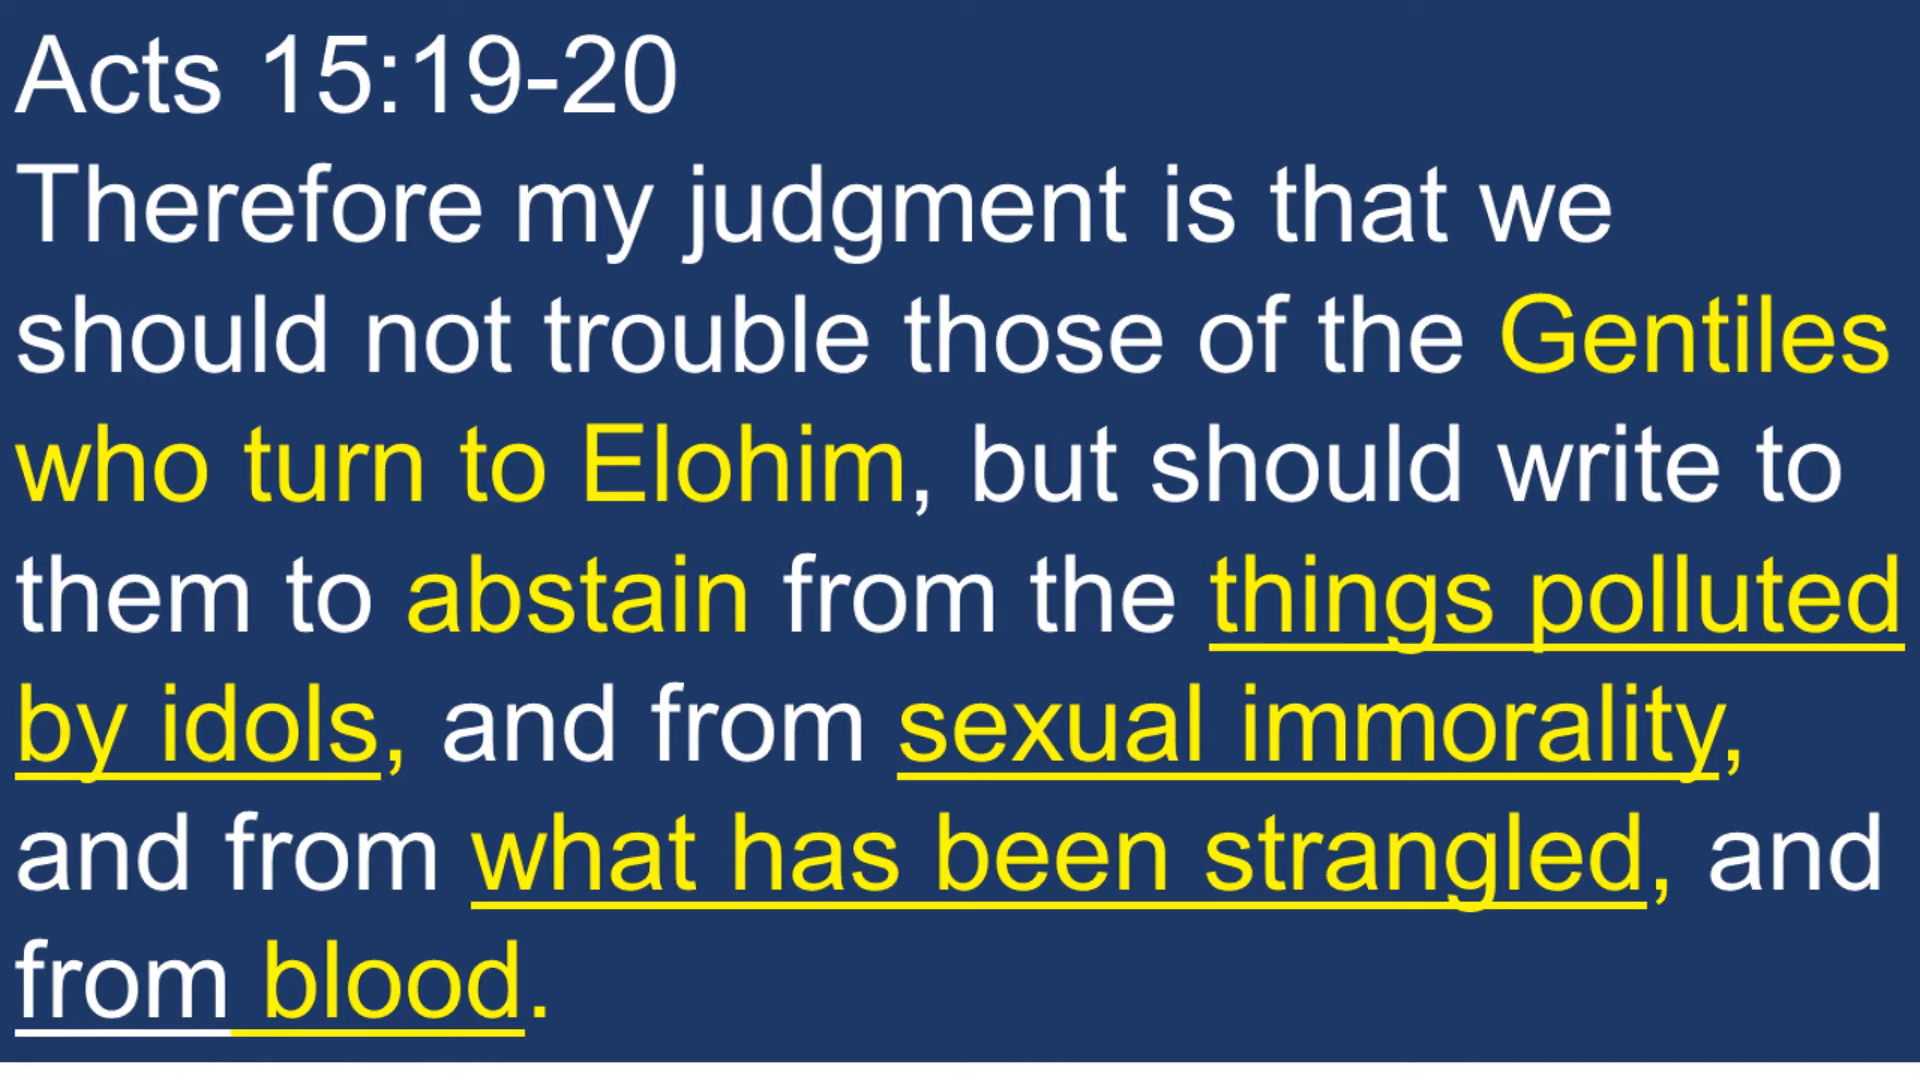 Acts 15:19-20
Therefore my judgment is that we
should not trouble those of the Gentiles
who turn to Elohim, but should write to
them to abstain from the things polluted
by idols, and from sexual immorality,
and from what has been strangled, and
from blood.